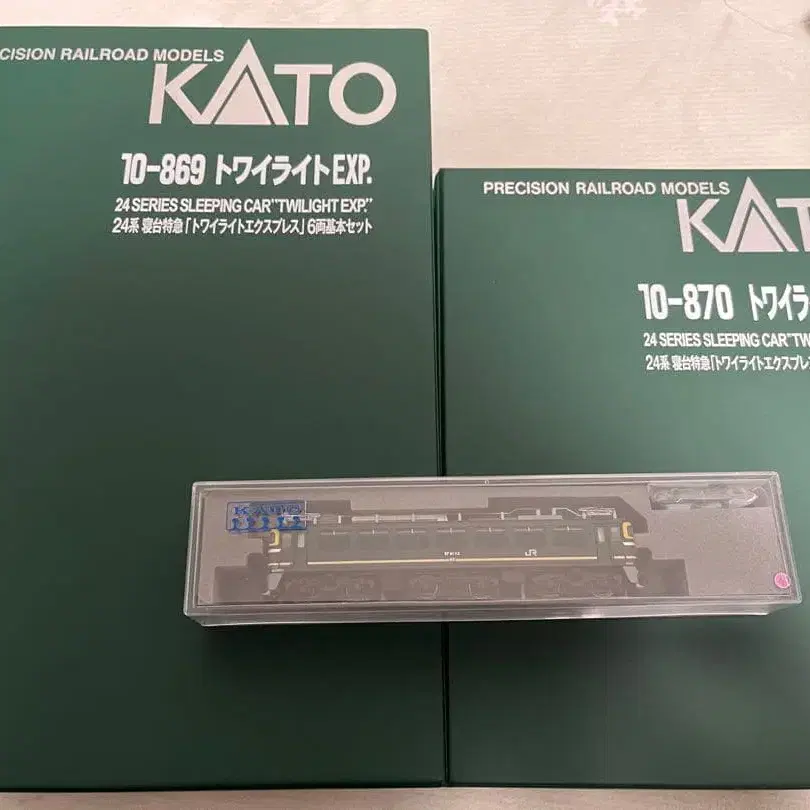 CISION RAILROAD MODELS
KATO
10-869 トワイライトEXP.
24 SERIES SLEEPING CAR"TWILIGHT EXP."
24系 寝台特急「トワイライトエクスプレス」6両基本セット
PRECISION RAILROAD MODELS
KAT
10-870 トワイラ
24 SERIES SLEEPING CAR"TW
24系 寝台特急「トワイライトエクスプレス
KATO
JR